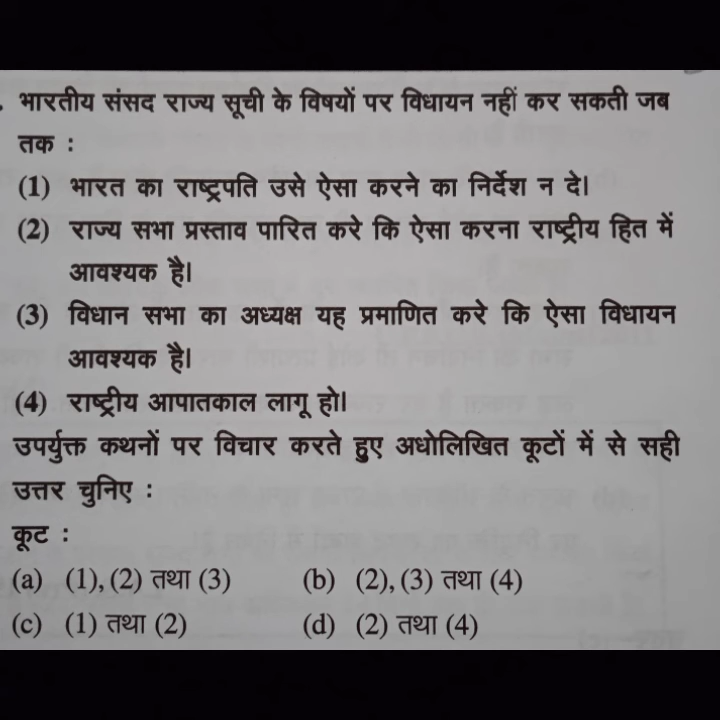 . भारतीय संसद राज्य सूची के विषयों पर विधायन नहीं कर सकती जब
तक :
(1) भारत का राष्ट्रपति उसे ऐसा करने का निर्देश न दे।
(2) राज्य सभा प्रस्ताव पारित करे कि ऐसा करना राष्ट्रीय हित में
आवश्यक है।
(3) विधान सभा का अध्यक्ष यह प्रमाणित करे कि ऐसा विधायन
आवश्यक है।
(4) राष्ट्रीय आपातकाल लागू हो।
उपर्युक्त कथनों पर विचार करते हुए अधोलिखित कूटों में से सही
उत्तर चुनिए :
कूट :
(a) (1), (2) तथा (3) (b) (2), (3) तथा (4)
(c) (1) तथा (2) (d) (2) तथा (4)